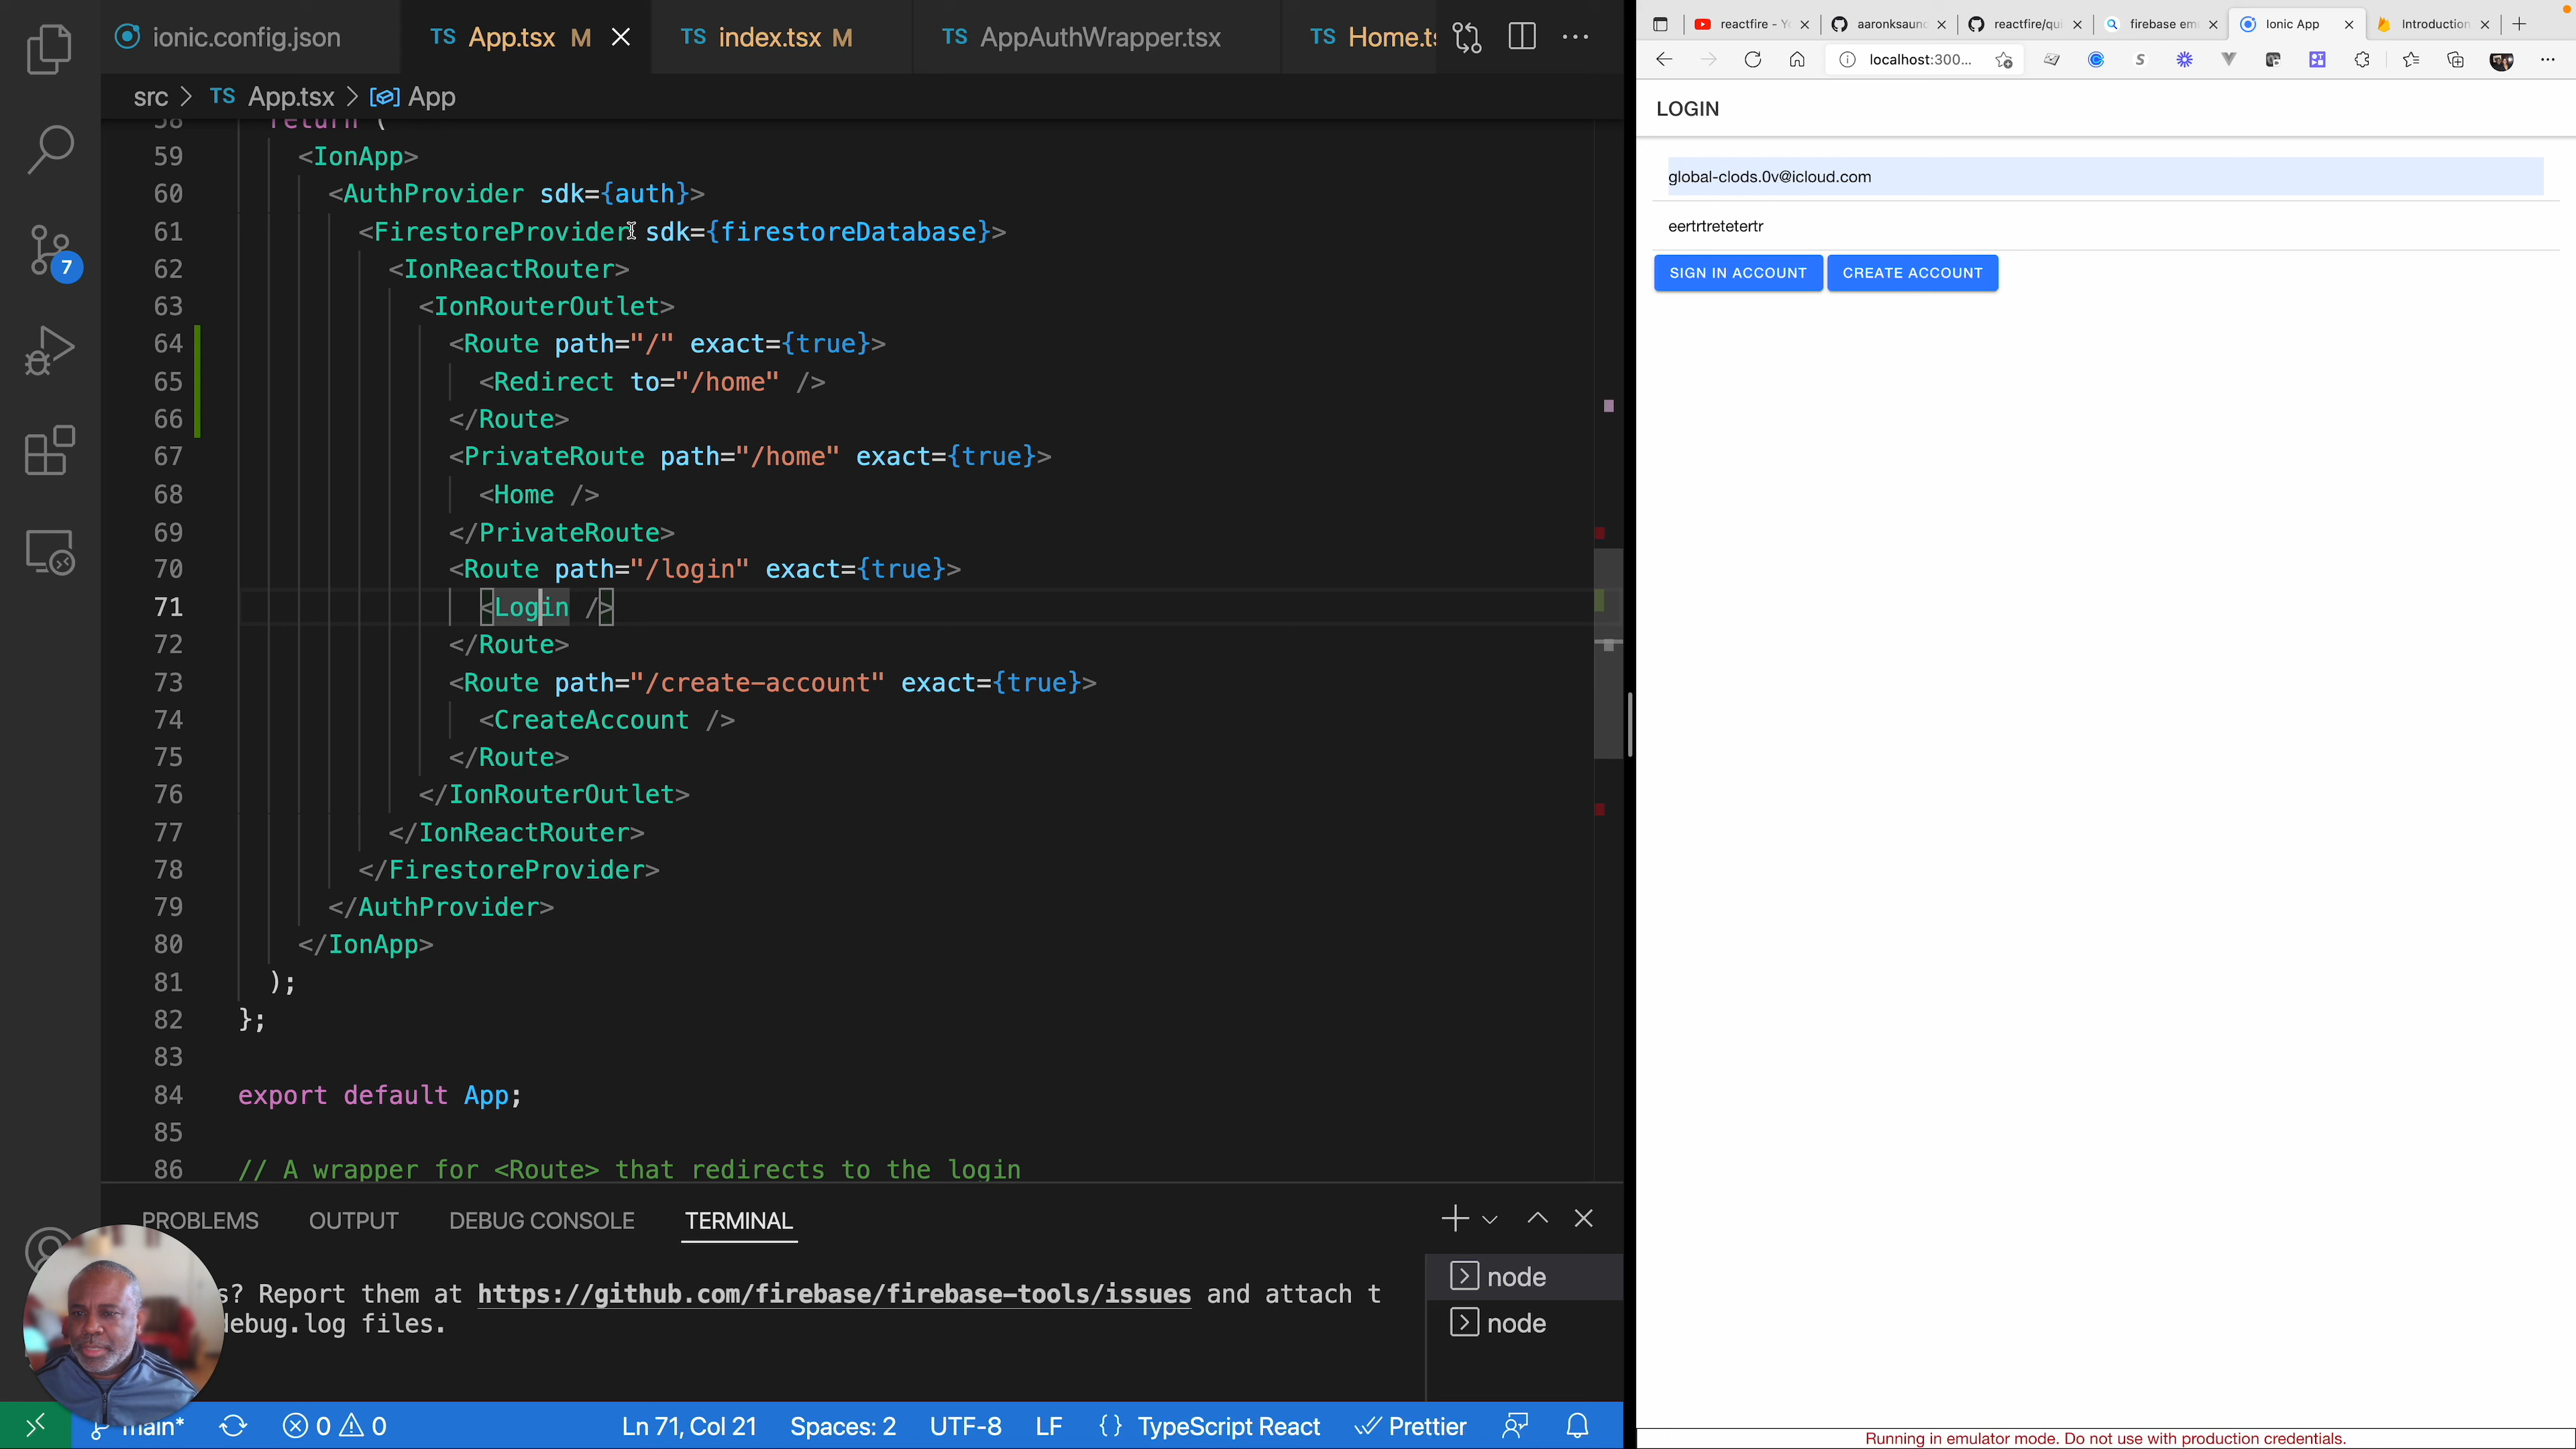 ionic.config.json
TS App.tsx M
TS index.tsx M
TS AppAuthWrapper.tsx
TS Home.ts
src > TS App.tsx > App
58 return (
59 <IonApp>
60 <AuthProvider sdk={auth}>
61 <FirestoreProvider sdk={firestoreDatabase}>
62 <IonReactRouter>
63 <IonRouterOutlet>
64 <Route path="/" exact={true}>
65 <Redirect to="/home" />
66 </Route>
67 <PrivateRoute path="/home" exact={true}>
68 <Home />
69 </PrivateRoute>
70 <Route path="/login" exact={true}>
71 <Login />
72 </Route>
73 <Route path="/create-account" exact={true}>
74 <CreateAccount />
75 </Route>
76 </IonRouterOutlet>
77 </IonReactRouter>
78 </FirestoreProvider>
79 </AuthProvider>
80 </IonApp>
81 );
82 };
83
84 export default App;
85
86 // A wrapper for <Route> that redirects to the login
7
PROBLEMS
OUTPUT
DEBUG CONSOLE
TERMINAL
s? Report them at https://github.com/firebase/firebase-tools/issues and attach t
debug.log files.
node
node
main*
0 0
Ln 71, Col 21
Spaces: 2
UTF-8
LF
{} TypeScript React
Prettier
reactfire - Y
aaronksaund
reactfire/qui
firebase em
Ionic App
Introduction
localhost:300...
LOGIN
global-clods.0v@icloud.com
eertrtretetertr
SIGN IN ACCOUNT
CREATE ACCOUNT
Running in emulator mode. Do not use with production credentials.